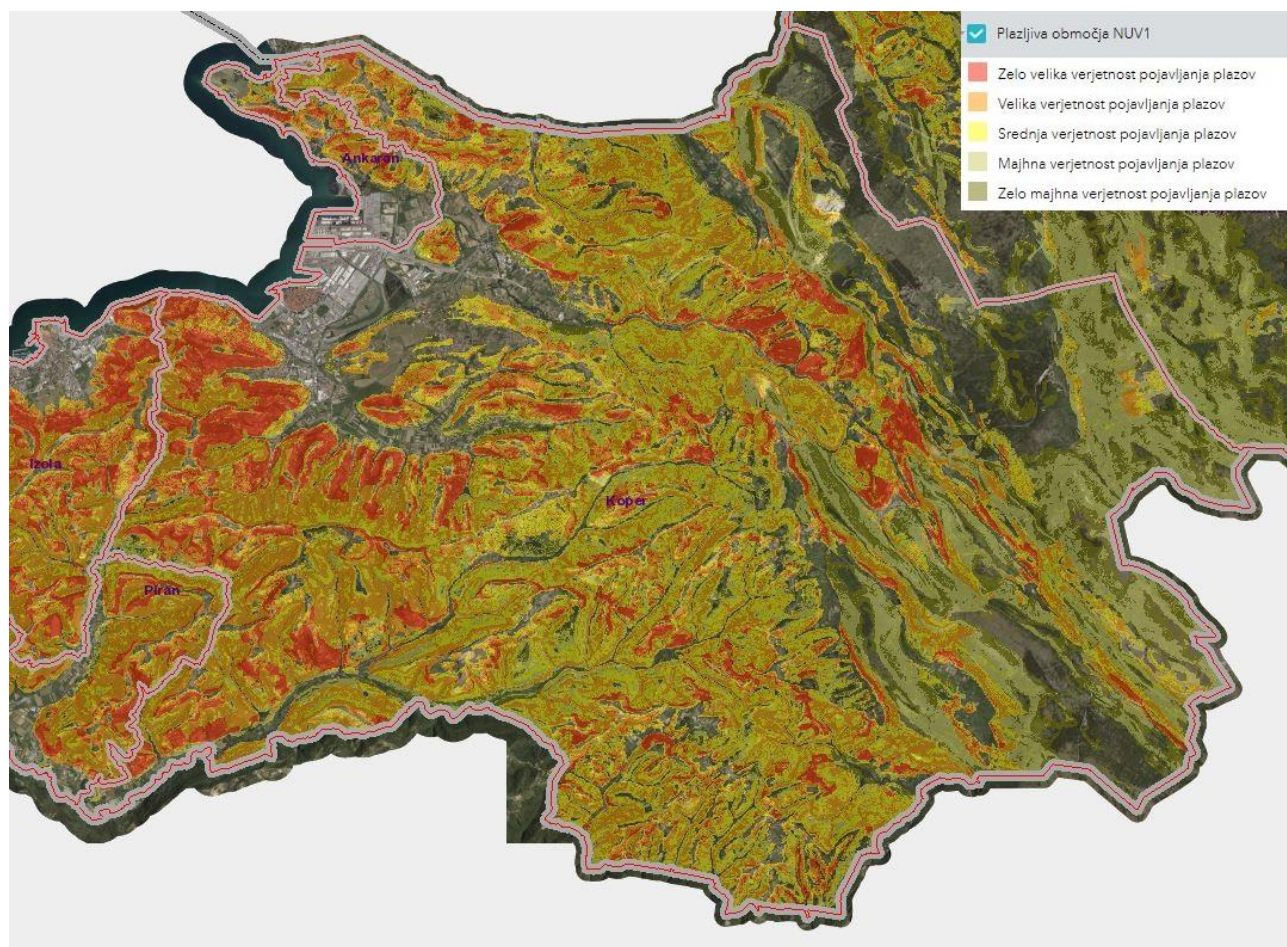 Plazljiva območja NUV1
Zelo velika verjetnost pojavljanja plazov
Velika verjetnost pojavljanja plazov
Srednja verjetnost pojavljanja plazov
Majhna verjetnost pojavljanja plazov
Zelo majhna verjetnost pojavljanja plazov
Ankaran
Izola
Koper
Piran